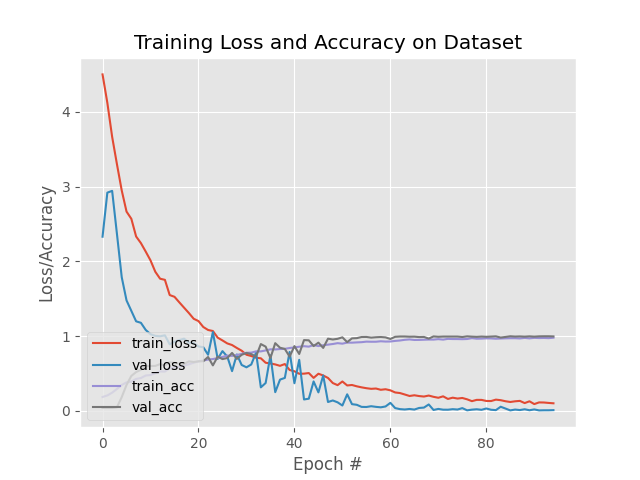 Training Loss and Accuracy on Dataset
Loss/Accuracy
4
3
2
1
0
train_loss
val_loss
train_acc
val_acc
0
20
40
60
80
Epoch #